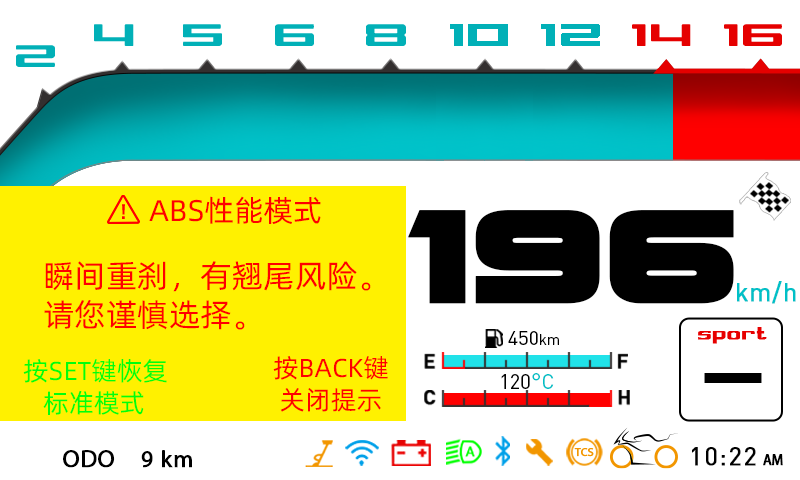 2 4 5 6 8 10 12 14 16
ABS性能模式
瞬间重刹，有翘尾风险。
请您谨慎选择。
按SET键恢复
标准模式
按BACK键
关闭提示
196
km/h
450km
E F
120°C
C H
sport
ODO 9 km
A
TCS
10:22 AM